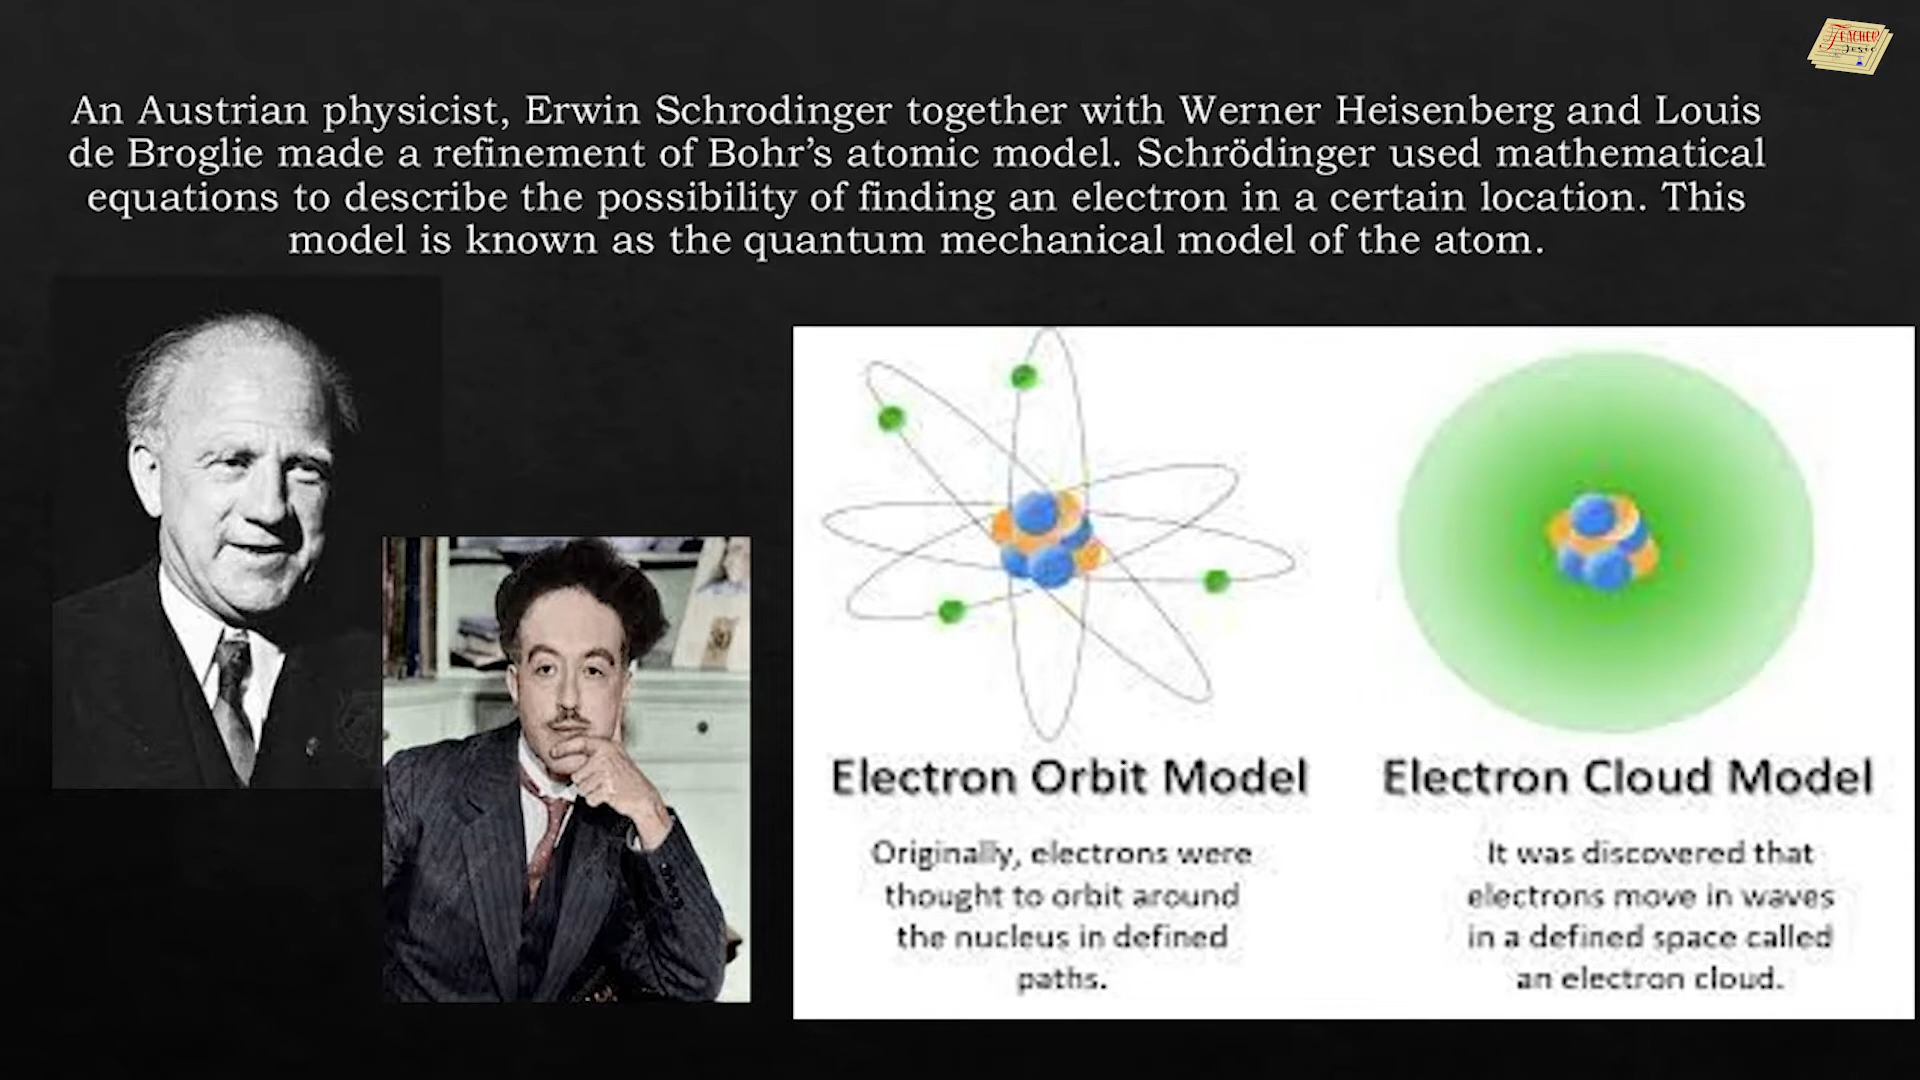 TEACHER
Jesie
An Austrian physicist, Erwin Schrodinger together with Werner Heisenberg and Louis
de Broglie made a refinement of Bohr’s atomic model. Schrödinger used mathematical
equations to describe the possibility of finding an electron in a certain location. This
model is known as the quantum mechanical model of the atom.
Electron Orbit Model
Originally, electrons were
thought to orbit around
the nucleus in defined
paths.
Electron Cloud Model
It was discovered that
electrons move in waves
in a defined space called
an electron cloud.